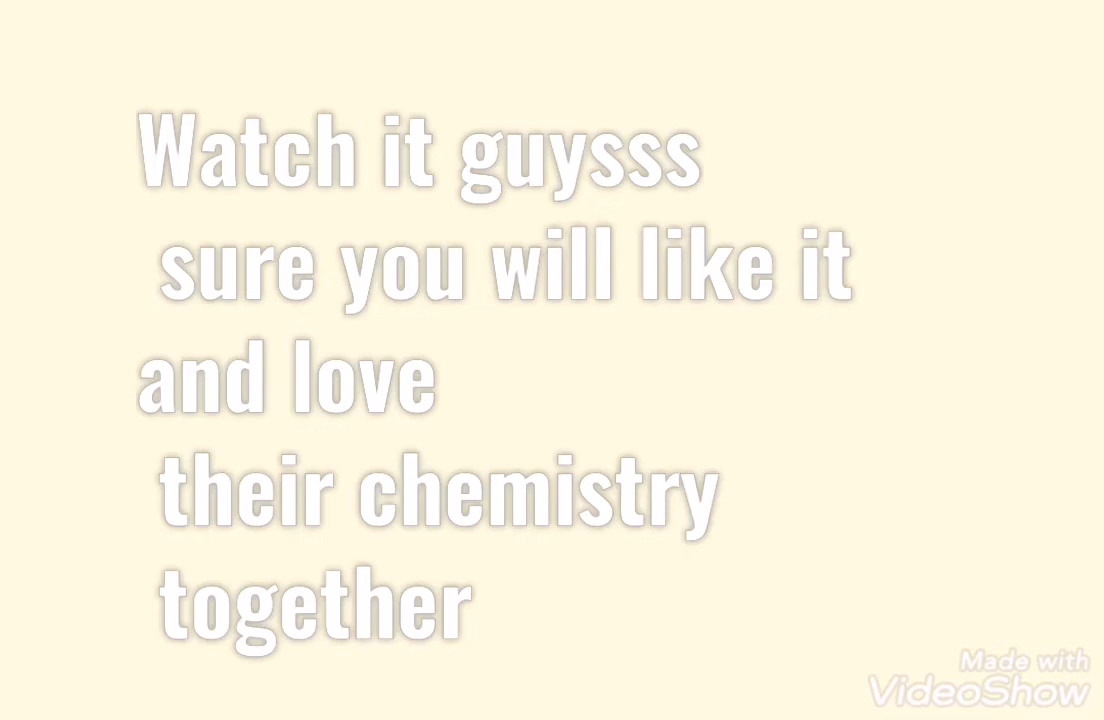 Watch it guysss
sure you will like it
and love
their chemistry
together
Made with
VideoShow